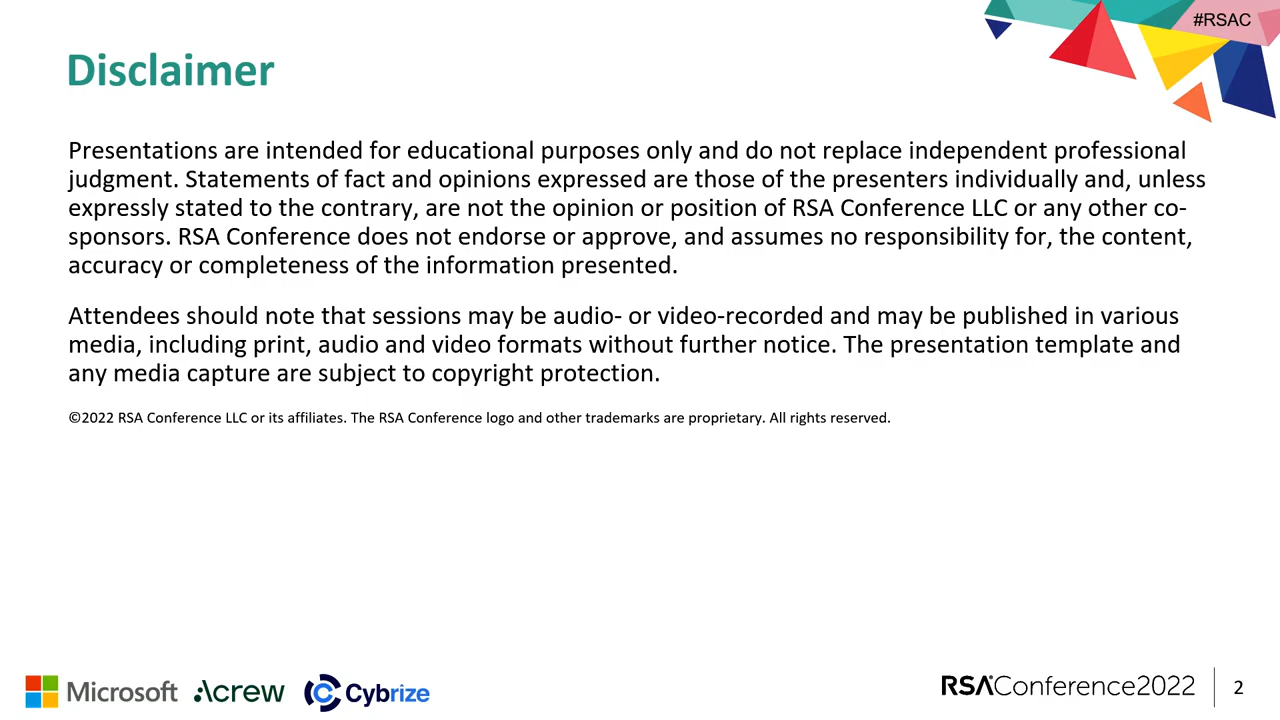 #RSAC
Disclaimer
Presentations are intended for educational purposes only and do not replace independent professional
judgment. Statements of fact and opinions expressed are those of the presenters individually and, unless
expressly stated to the contrary, are not the opinion or position of RSA Conference LLC or any other co-
sponsors. RSA Conference does not endorse or approve, and assumes no responsibility for, the content,
accuracy or completeness of the information presented.
Attendees should note that sessions may be audio- or video-recorded and may be published in various
media, including print, audio and video formats without further notice. The presentation template and
any media capture are subject to copyright protection.
©2022 RSA Conference LLC or its affiliates. The RSA Conference logo and other trademarks are proprietary. All rights reserved.
Microsoft Acrew Cybrize RSAConference2022 2